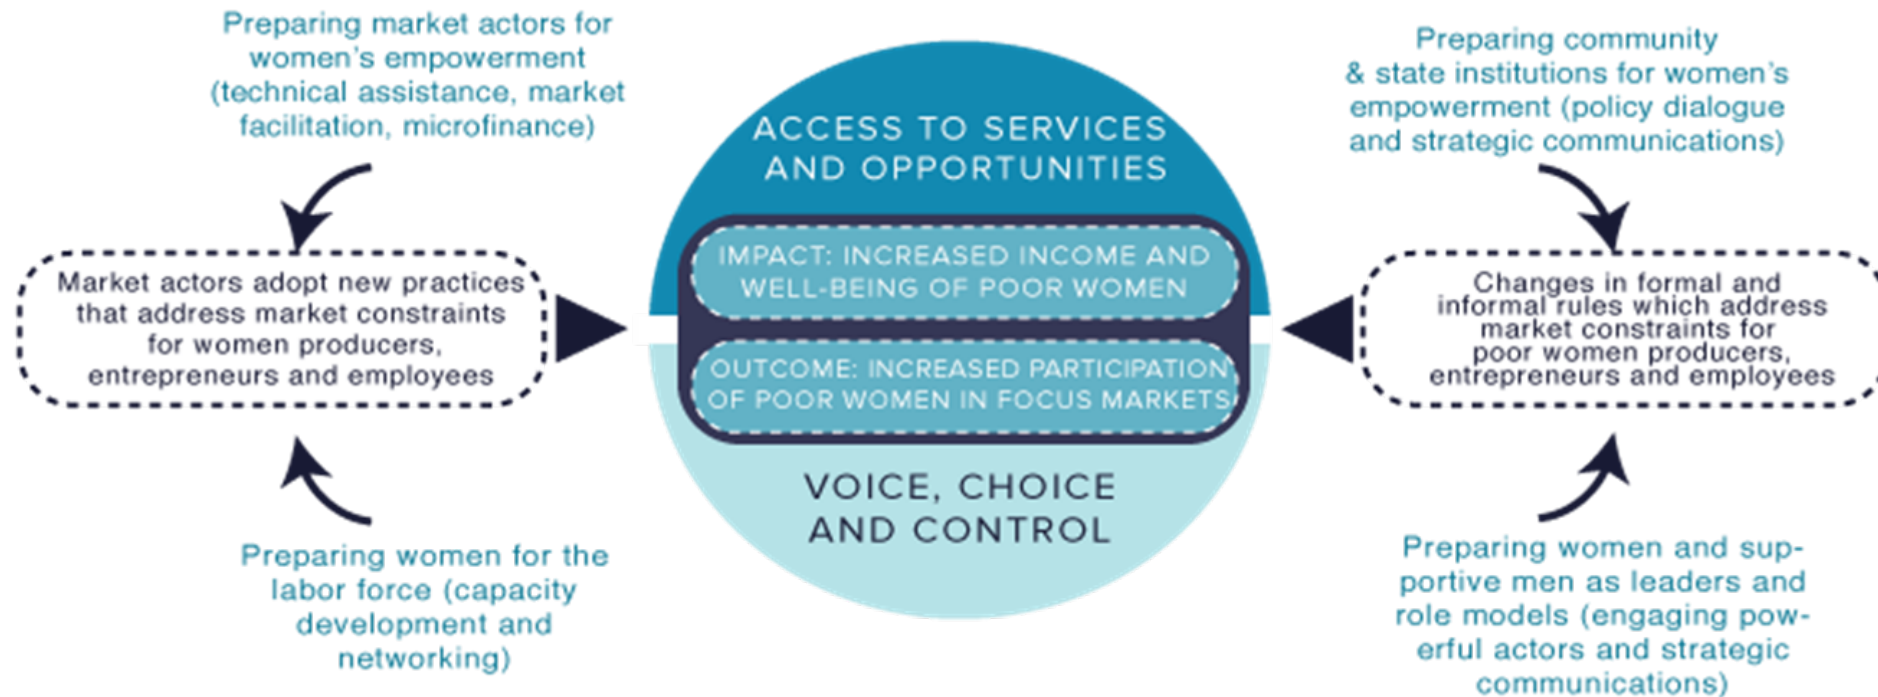 Preparing market actors for
women's empowerment
(technical assistance, market
facilitation, microfinance)
Market actors adopt new practices
that address market constraints
for women producers,
entrepreneurs and employees
Preparing women for the
labor force (capacity
development and
networking)
ACCESS TO SERVICES
AND OPPORTUNITIES
IMPACT: INCREASED INCOME AND
WELL-BEING OF POOR WOMEN
OUTCOME: INCREASED PARTICIPATION
OF POOR WOMEN IN FOCUS MARKETS
VOICE, CHOICE
AND CONTROL
Preparing community
& state institutions for women's
empowerment (policy dialogue
and strategic communications)
Changes in formal and
informal rules which address
market constraints for
poor women producers,
entrepreneurs and employees
Preparing women and sup-
portive men as leaders and
role models (engaging pow-
erful actors and strategic
communications)